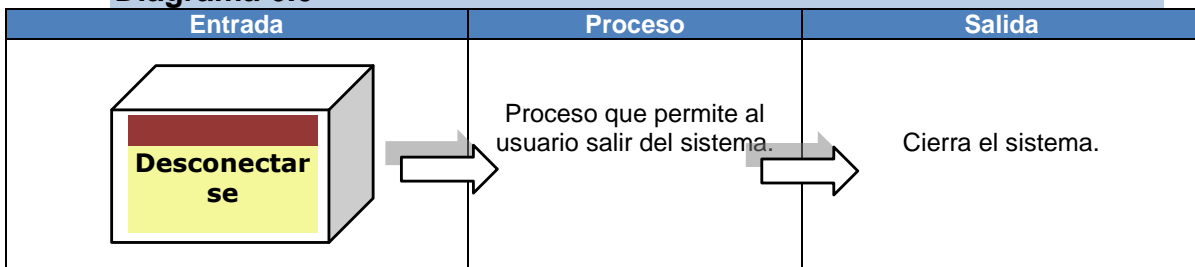 Entrada Proceso Salida
Desconectar
se
Proceso que permite al
usuario salir del sistema.
Cierra el sistema.